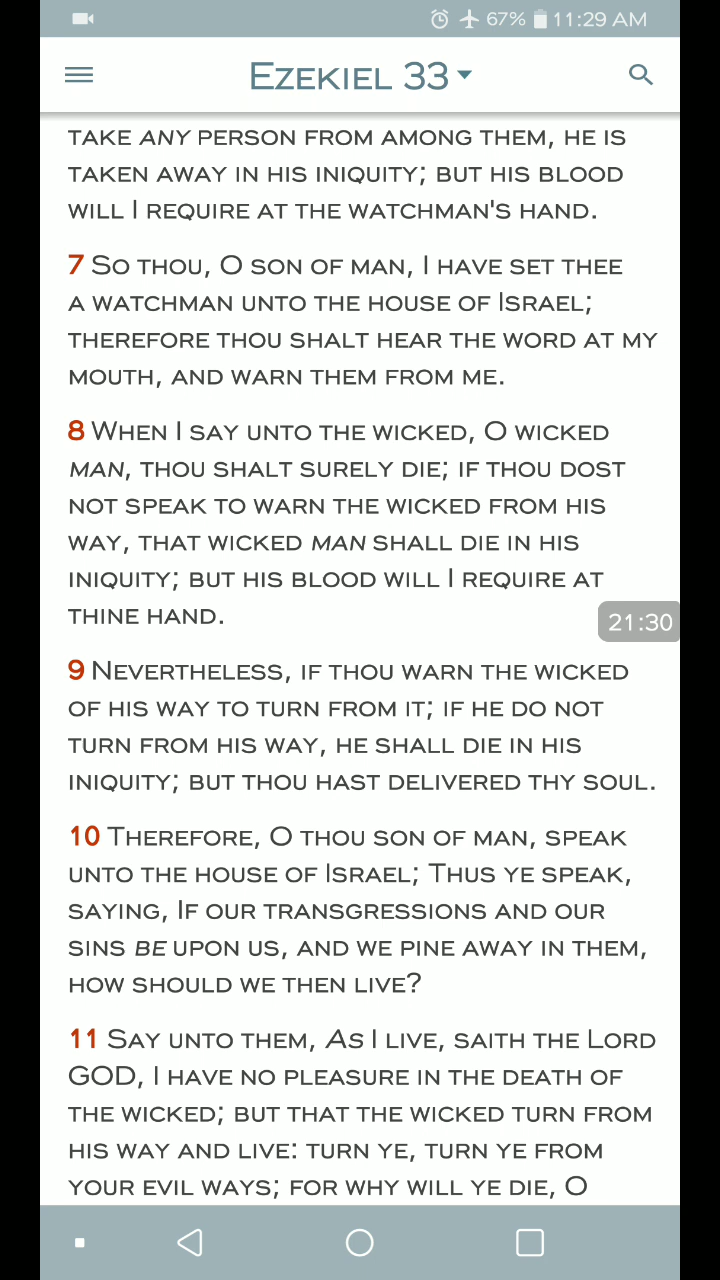 67% 11:29 AM
EZEKIEL 33
TAKE ANY PERSON FROM AMONG THEM, HE IS
TAKEN AWAY IN HIS INIQUITY; BUT HIS BLOOD
WILL I REQUIRE AT THE WATCHMAN'S HAND.
7 SO THOU, O SON OF MAN, I HAVE SET THEE
A WATCHMAN UNTO THE HOUSE OF ISRAEL;
THEREFORE THOU SHALT HEAR THE WORD AT MY
MOUTH, AND WARN THEM FROM ME.
8 WHEN I SAY UNTO THE WICKED, O WICKED
MAN, THOU SHALT SURELY DIE; IF THOU DOST
NOT SPEAK TO WARN THE WICKED FROM HIS
WAY, THAT WICKED MAN SHALL DIE IN HIS
INIQUITY; BUT HIS BLOOD WILL I REQUIRE AT
THINE HAND.
21:30
9 NEVERTHELESS, IF THOU WARN THE WICKED
OF HIS WAY TO TURN FROM IT; IF HE DO NOT
TURN FROM HIS WAY, HE SHALL DIE IN HIS
INIQUITY; BUT THOU HAST DELIVERED THY SOUL.
10 THEREFORE, O THOU SON OF MAN, SPEAK
UNTO THE HOUSE OF ISRAEL; THUS YE SPEAK,
SAYING, IF OUR TRANSGRESSIONS AND OUR
SINS BE UPON US, AND WE PINE AWAY IN THEM,
HOW SHOULD WE THEN LIVE?
11 SAY UNTO THEM, AS I LIVE, SAITH THE LORD
GOD, I HAVE NO PLEASURE IN THE DEATH OF
THE WICKED; BUT THAT THE WICKED TURN FROM
HIS WAY AND LIVE: TURN YE, TURN YE FROM
YOUR EVIL WAYS; FOR WHY WILL YE DIE, O